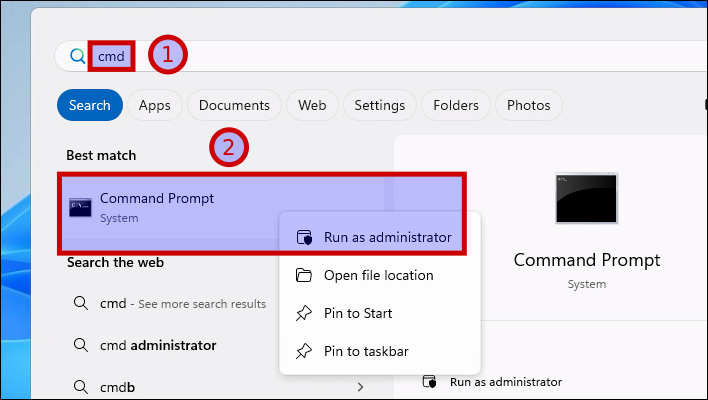 cmd
1
Search Apps Documents Web Settings Folders Photos
2
Best match
Command Prompt
System
Run as administrator
Open file location
Pin to Start
Pin to taskbar
Search the web
cmd - See more search results
cmd administrator
cmdb
Command Prompt
System
Run as administrator